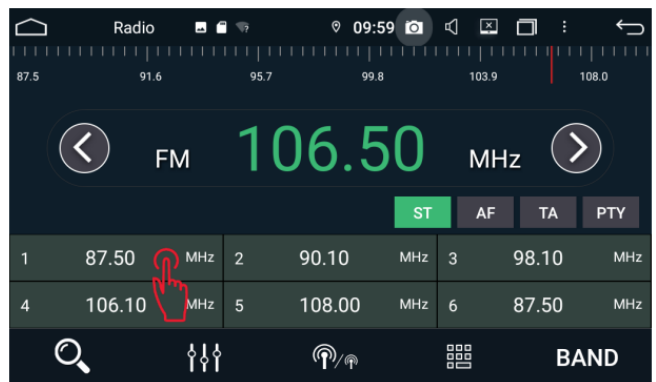 Radio 09:59
87.5 91.6 95.7 99.8 103.9 108.0
FM 106.50 MHz
ST AF TA PTY
1 87.50 MHz 2 90.10 MHz 3 98.10 MHz
4 106.10 MHz 5 108.00 MHz 6 87.50 MHz
BAND